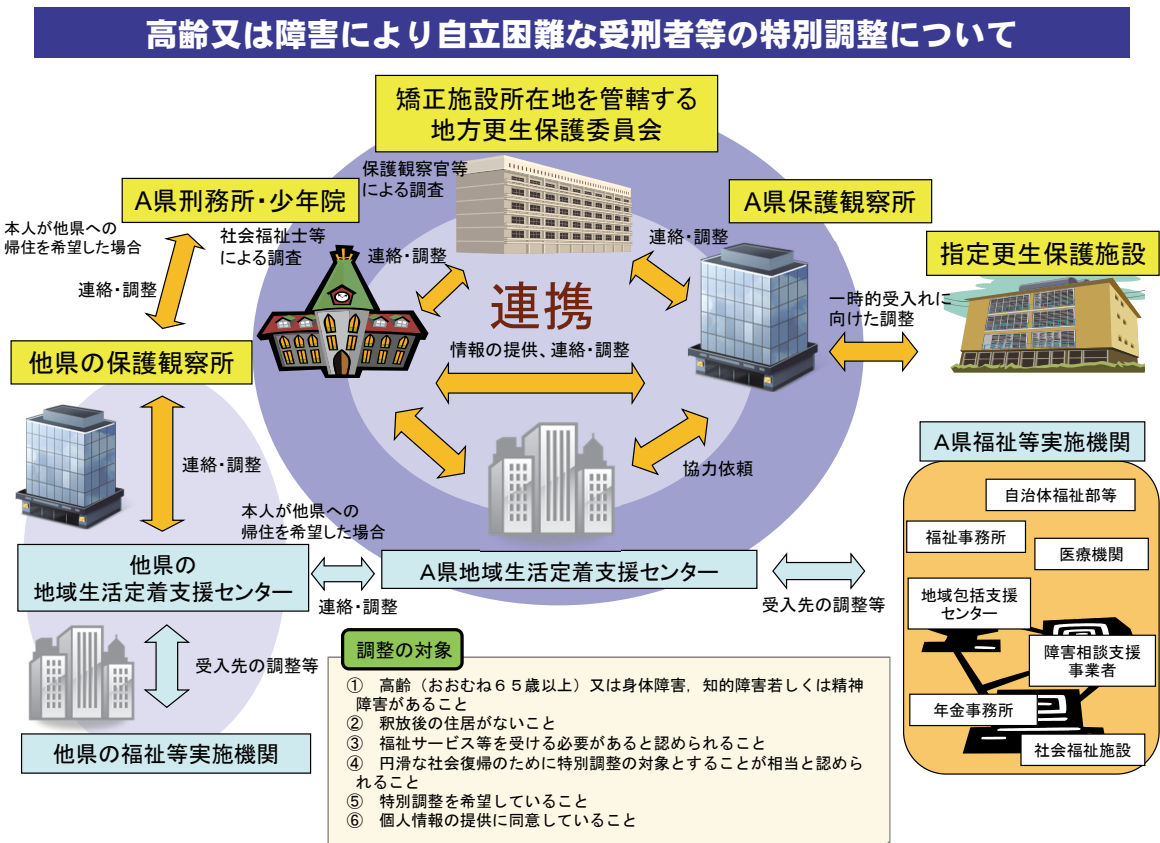 高齢又は障害により自立困難な受刑者等の特別調整について
矯正施設所在地を管轄する
地方更生保護委員会
保護観察官等
による調査
A県刑務所・少年院
A県保護観察所
本人が他県への
帰住を希望した場合
社会福祉士等
による調査
連絡・調整
連絡・調整
指定更生保護施設
連絡・調整
連携
一時的受入れに
向けた調整
情報の提供、連絡・調整
他県の保護観察所
連絡・調整
協力依頼
A県福祉等実施機関
自治体福祉部等
福祉事務所
医療機関
地域包括支援
センター
障害相談支援
事業者
年金事務所
社会福祉施設
本人が他県への
帰住を希望した場合
他県の
地域生活定着支援センター
A県地域生活定着支援センター
連絡・調整
受入先の調整等
受入先の調整等
他県の福祉等実施機関
調整の対象
① 高齢（おおむね６５歳以上）又は身体障害，知的障害若しくは精神
障害があること
② 釈放後の住居がないこと
③ 福祉サービス等を受ける必要があると認められること
④ 円滑な社会復帰のために特別調整の対象とすることが相当と認めら
れること
⑤ 特別調整を希望していること
⑥ 個人情報の提供に同意していること